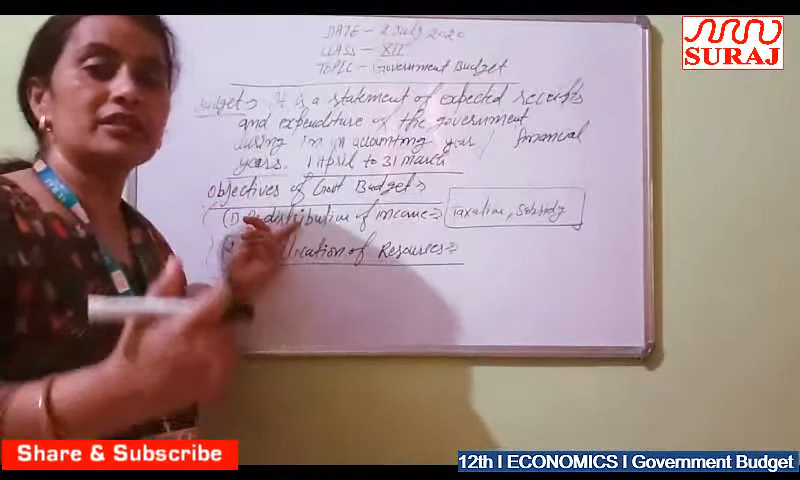 DATE - 2 July 2020
CLASS - XII
TOPIC - Government Budget
SURAJ
Budget → It is a statement of expected receipts
and expenditure of the government
during in an accounting year / financial
years. 1 April to 31 March
Objectives of Govt Budget →
(1) Redistribution of income → Taxation, Subsidy
Allocation of Resources →
Share & Subscribe
12th I ECONOMICS I Government Budget